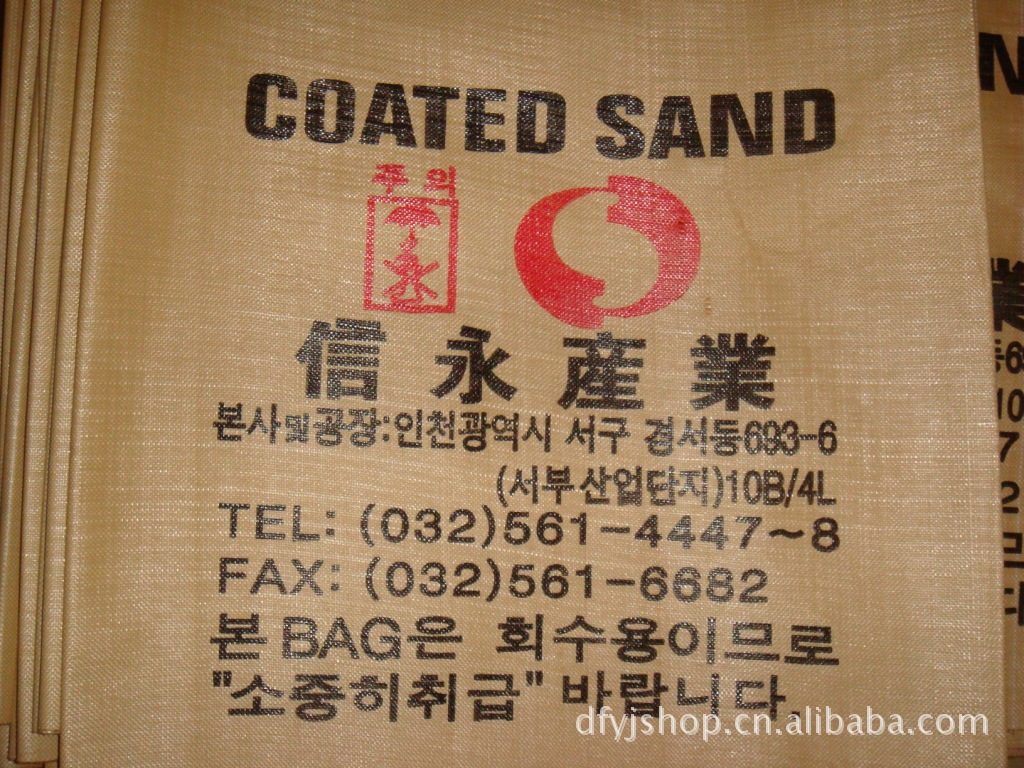 COATED SAND
주의
信永産業
본사및공장:인천광역시 서구 경서등693-6
(서부산업단지)10B/4L
TEL: (032)561-4447~8
FAX: (032)561-6682
본BAG은 회수용이므로
"소중히취급" 바랍니다.
dfyjshop.cn.alibaba.com